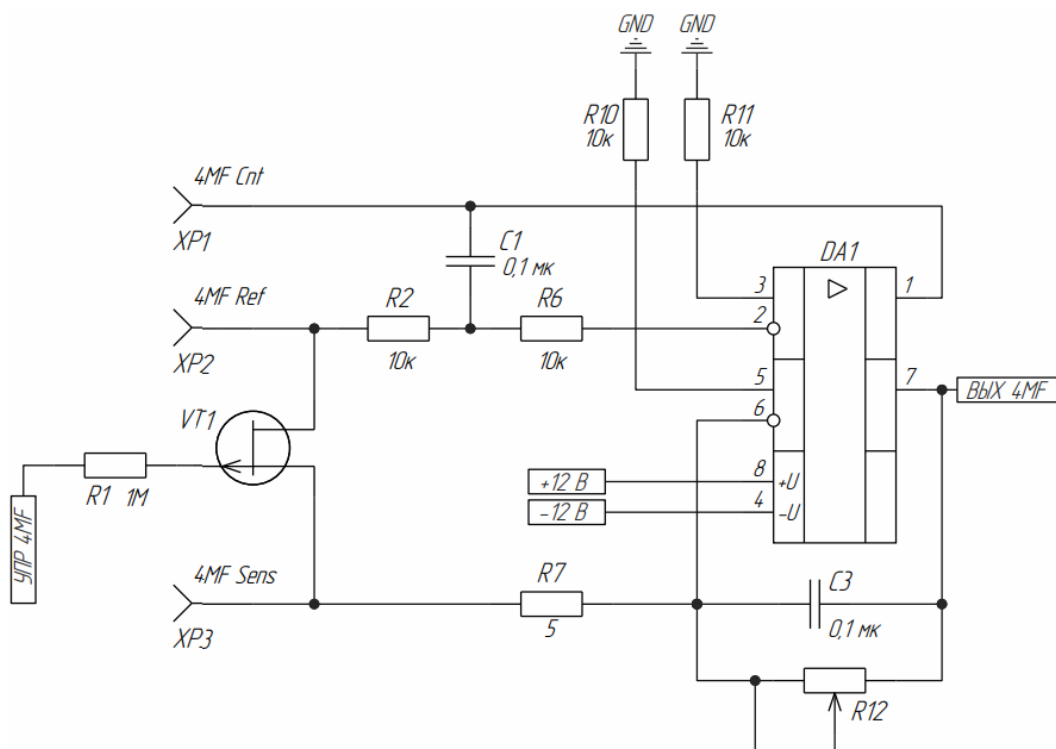 GND GND
R10
10к
R11
10к
4MF Cnt
XP1
C1
0,1 мк
DA1
3
1
4MF Ref
XP2
R2
10к
R6
10к
2
5
7
ВЫХ 4MF
6
VT1
R1 1М
УПР 4MF
+12 В
8
+U
-12 В
4
-U
4MF Sens
XP3
R7
5
C3
0,1 мк
R12